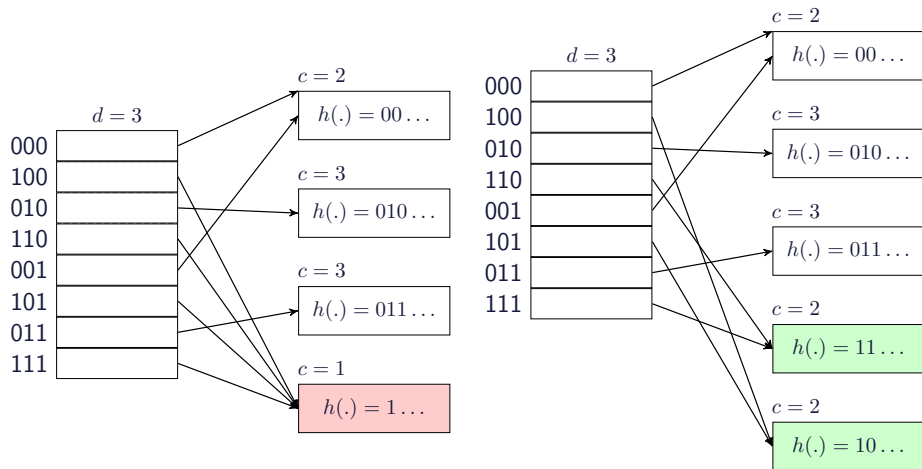 d = 3
000
100
010
110
001
101
011
111
c = 2
h(.) = 00 . . .
c = 3
h(.) = 010 . . .
c = 3
h(.) = 011 . . .
c = 1
h(.) = 1 . . .
d = 3
000
100
010
110
001
101
011
111
c = 2
h(.) = 00 . . .
c = 3
h(.) = 010 . . .
c = 3
h(.) = 011 . . .
c = 2
h(.) = 11 . . .
c = 2
h(.) = 10 . . .